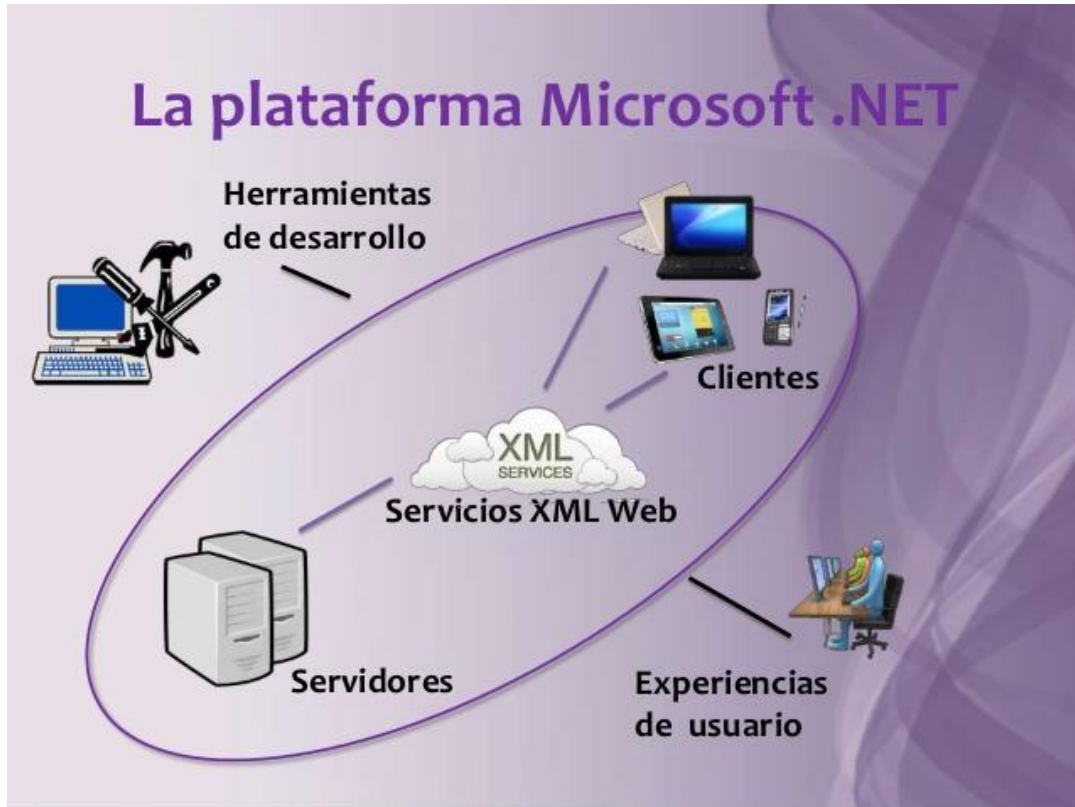 La plataforma Microsoft .NET
Herramientas
de desarrollo
Clientes
XML
SERVICES
Servicios XML Web
Servidores
Experiencias
de usuario